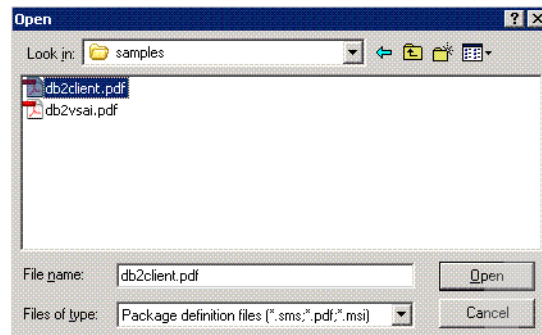 Open
Look in: samples
db2client.pdf
db2vsai.pdf
File name: db2client.pdf Open
Files of type: Package definition files (*.sms;*.pdf;*.msi) Cancel